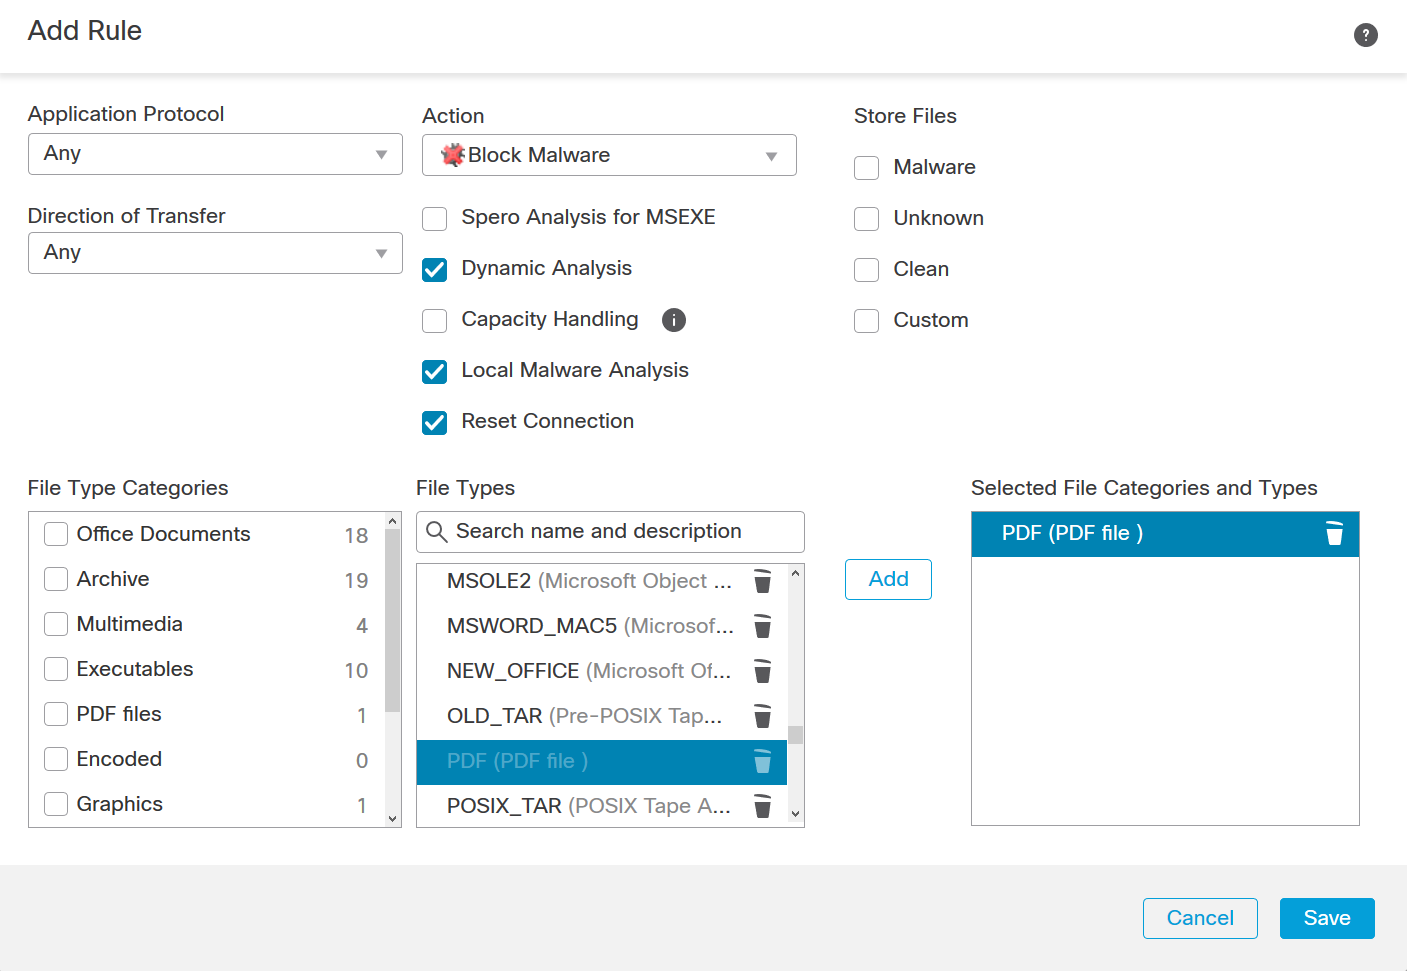 Add Rule
?
Application Protocol
Any
Direction of Transfer
Any
Action
Block Malware
Spero Analysis for MSEXE
Dynamic Analysis
Capacity Handling i
Local Malware Analysis
Reset Connection
Store Files
Malware
Unknown
Clean
Custom
File Type Categories
Office Documents 18
Archive 19
Multimedia 4
Executables 10
PDF files 1
Encoded 0
Graphics 1
File Types
Search name and description
MSOLE2 (Microsoft Object ...
MSWORD_MAC5 (Microsof...
NEW_OFFICE (Microsoft Of...
OLD_TAR (Pre-POSIX Tap...
PDF (PDF file )
POSIX_TAR (POSIX Tape A...
Add
Selected File Categories and Types
PDF (PDF file )
Cancel
Save